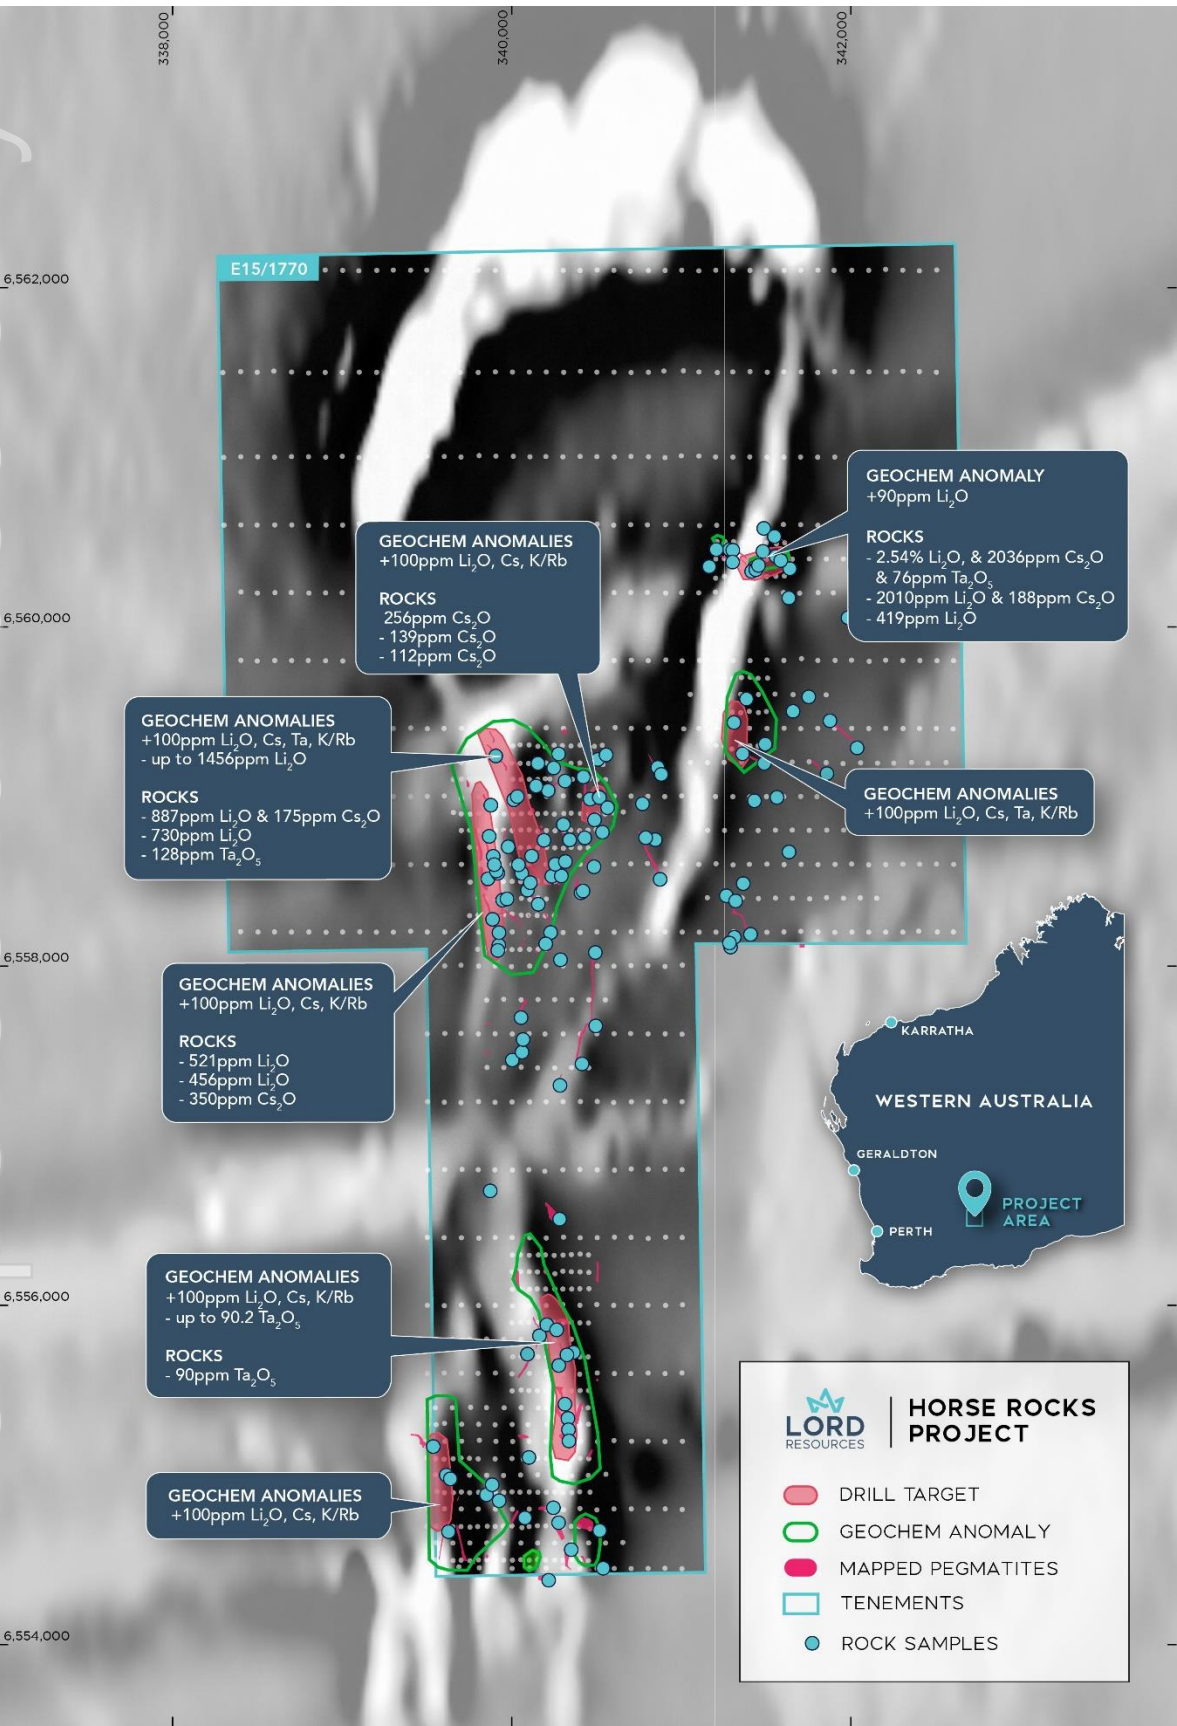 338,000
340,000
342,000
6,562,000
E15/1770
GEOCHEM ANOMALY
+90ppm Li₂O
ROCKS
- 2.54% Li₂O, & 2036ppm Cs₂O
& 76ppm Ta₂O₅
- 2010ppm Li₂O & 188ppm Cs₂O
- 419ppm Li₂O
GEOCHEM ANOMALIES
+100ppm Li₂O, Cs, K/Rb
ROCKS
256ppm Cs₂O
- 139ppm Cs₂O
- 112ppm Cs₂O
6,560,000
GEOCHEM ANOMALIES
+100ppm Li₂O, Cs, Ta, K/Rb
- up to 1456ppm Li₂O
ROCKS
- 887ppm Li₂O & 175ppm Cs₂O
- 730ppm Li₂O
- 128ppm Ta₂O₅
GEOCHEM ANOMALIES
+100ppm Li₂O, Cs, Ta, K/Rb
6,558,000
GEOCHEM ANOMALIES
+100ppm Li₂O, Cs, K/Rb
ROCKS
- 521ppm Li₂O
- 456ppm Li₂O
- 350ppm Cs₂O
KARRATHA
WESTERN AUSTRALIA
GERALDTON
PROJECT
AREA
PERTH
6,556,000
GEOCHEM ANOMALIES
+100ppm Li₂O, Cs, K/Rb
- up to 90.2 Ta₂O₅
ROCKS
- 90ppm Ta₂O₅
GEOCHEM ANOMALIES
+100ppm Li₂O, Cs, K/Rb
6,554,000
LORD
RESOURCES
HORSE ROCKS
PROJECT
DRILL TARGET
GEOCHEM ANOMALY
MAPPED PEGMATITES
TENEMENTS
ROCK SAMPLES